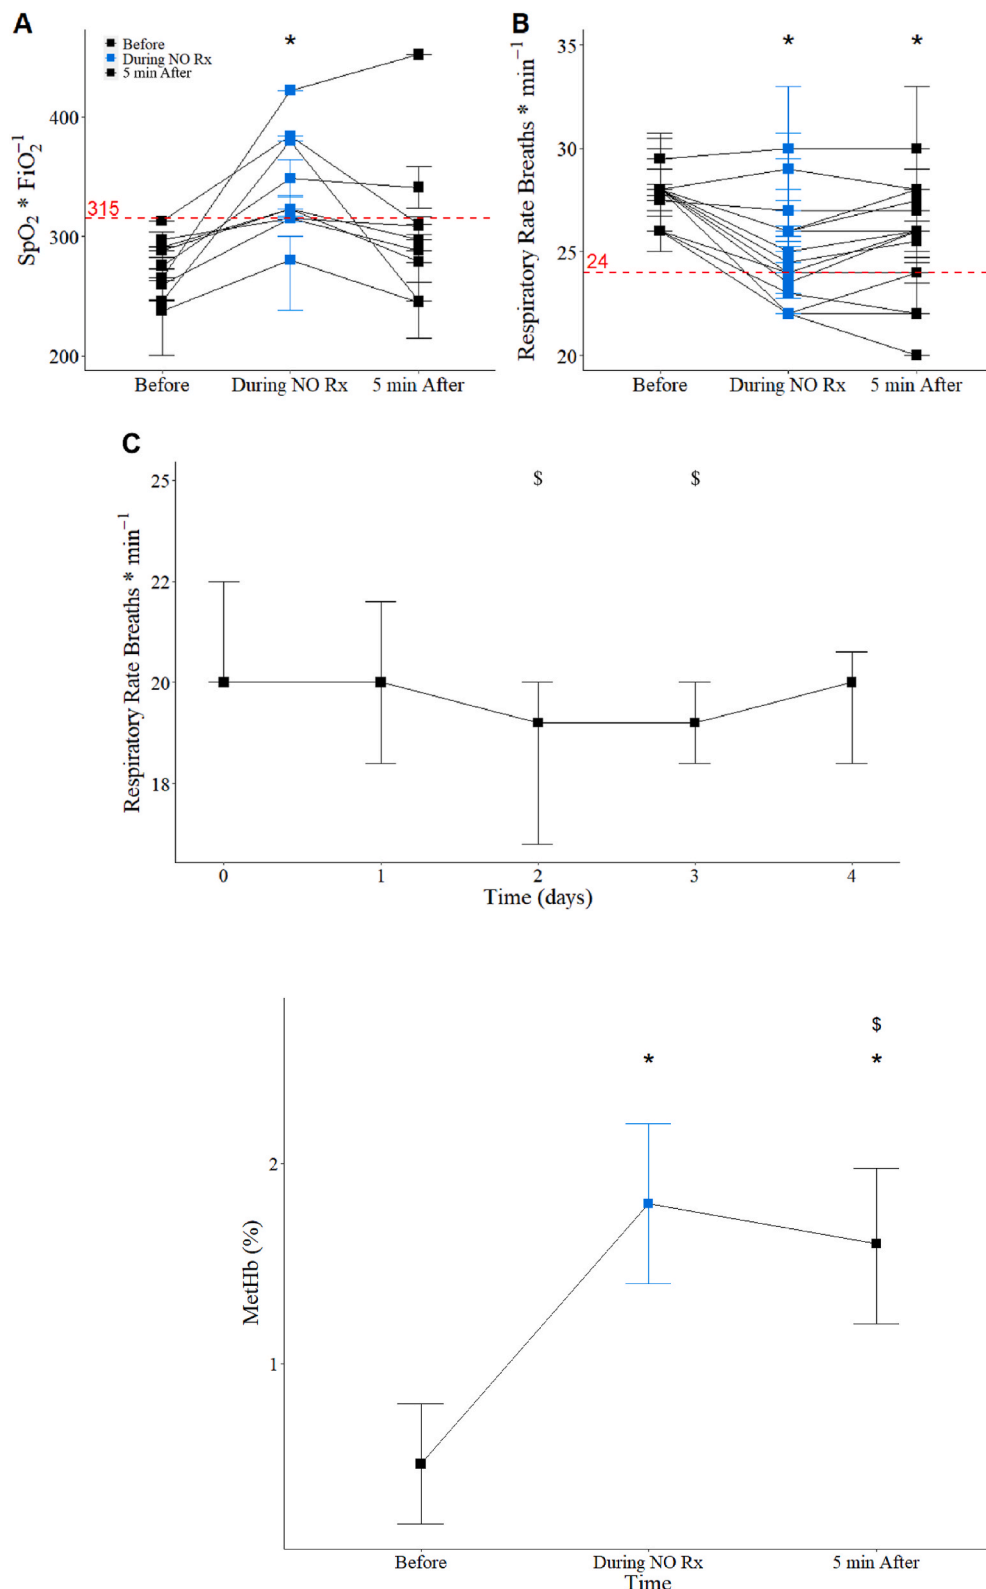 A
*
Before
During NO Rx
5 min After
SpO₂ * FiO₂⁻¹
400
300
200
315
Before
During NO Rx
5 min After
B
*
*
Respiratory Rate Breaths * min⁻¹
35
30
25
20
24
Before
During NO Rx
5 min After
C
$
$
Respiratory Rate Breaths * min⁻¹
25
22
20
18
0
1
2
3
4
Time (days)
$
*
*
MetHb (%)
2
1
Before
During NO Rx
5 min After
Time